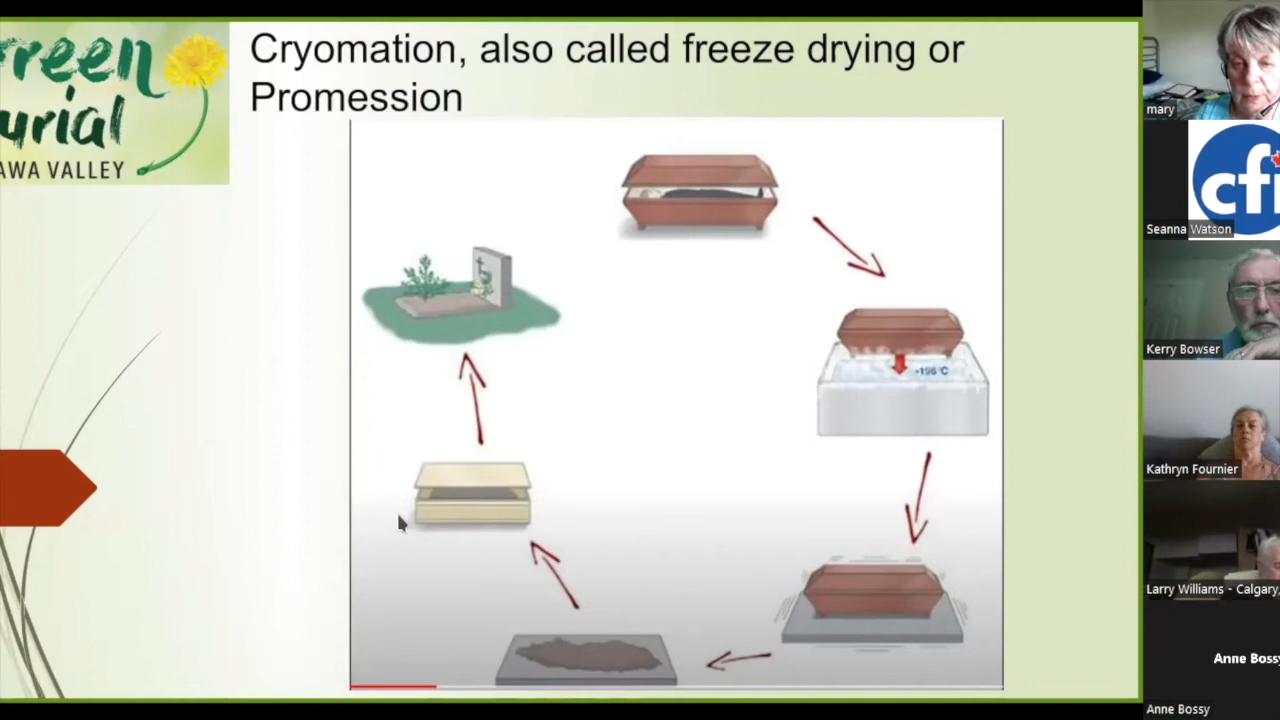 Cryomation, also called freeze drying or
Promession
reen
urial
AWA VALLEY
-196°C
mary
cfi
Seanna Watson
Kerry Bowser
Kathryn Fournier
Larry Williams - Calgary,
Anne Bossy
Anne Bossy